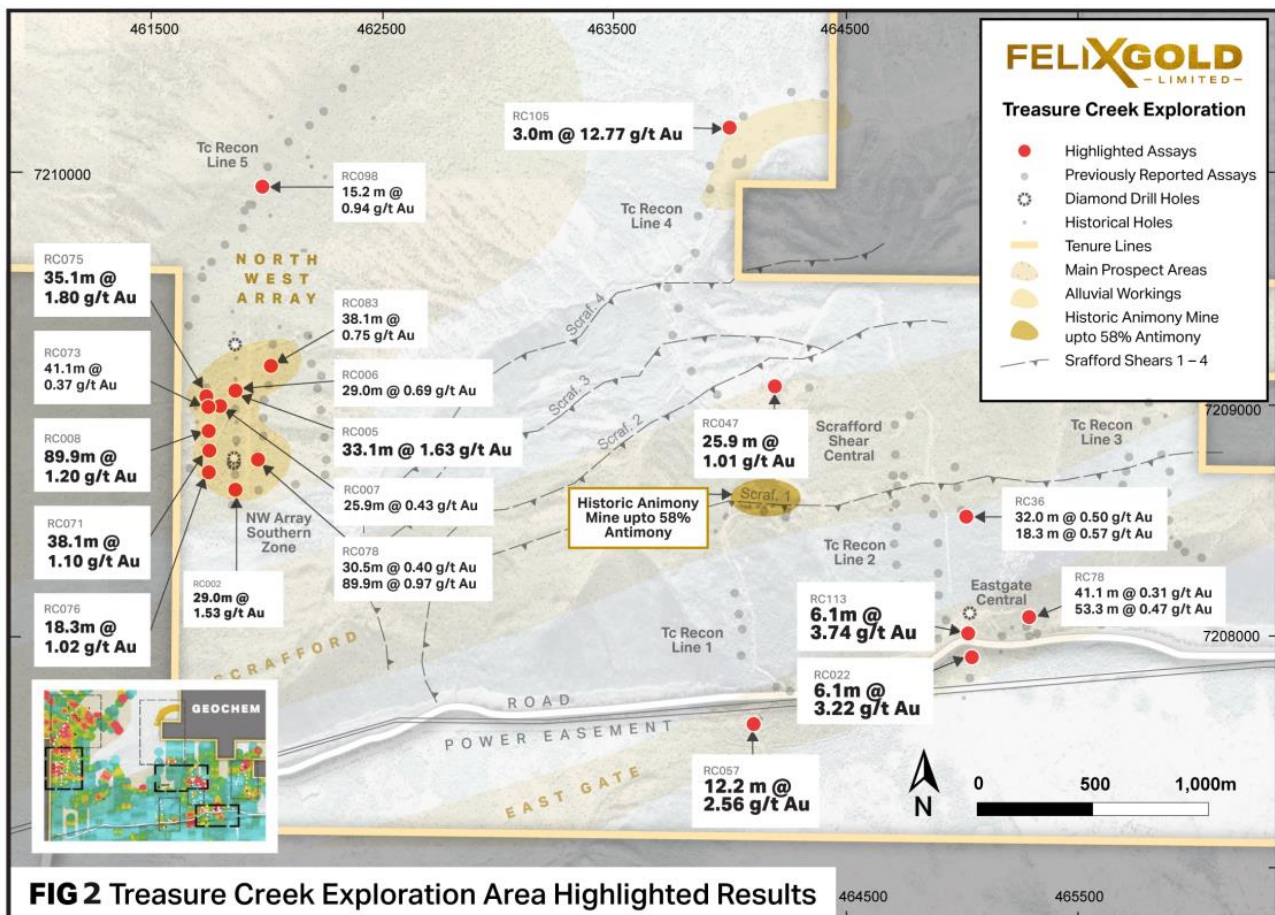 461500
462500
463500
464500
FELIXGOLD
— LIMITED —
Treasure Creek Exploration
Highlighted Assays
Previously Reported Assays
Diamond Drill Holes
Historical Holes
Tenure Lines
Main Prospect Areas
Alluvial Workings
Historic Animony Mine
upto 58% Antimony
Srafford Shears 1 – 4
7210000
7209000
7208000
Tc Recon
Line 5
RC098
15.2 m @
0.94 g/t Au
RC105
3.0m @ 12.77 g/t Au
Tc Recon
Line 4
NORTH
WEST
ARRAY
RC075
35.1m @
1.80 g/t Au
RC073
41.1m @
0.37 g/t Au
RC008
89.9m @
1.20 g/t Au
RC071
38.1m @
1.10 g/t Au
RC076
18.3m @
1.02 g/t Au
RC083
38.1m @
0.75 g/t Au
RC006
29.0m @ 0.69 g/t Au
RC005
33.1m @ 1.63 g/t Au
RC007
25.9m @ 0.43 g/t Au
RC078
30.5m @ 0.40 g/t Au
89.9m @ 0.97 g/t Au
NW Array
Southern
Zone
RC002
29.0m @
1.53 g/t Au
Scraf. 4
Scraf. 3
Scraf. 2
Scraf. 1
RC047
25.9 m @
1.01 g/t Au
Scrafford
Shear
Central
Tc Recon
Line 3
Historic Animony
Mine upto 58%
Antimony
RC36
32.0 m @ 0.50 g/t Au
18.3 m @ 0.57 g/t Au
Tc Recon
Line 2
Eastgate
Central
RC78
41.1 m @ 0.31 g/t Au
53.3 m @ 0.47 g/t Au
RC113
6.1m @
3.74 g/t Au
RC022
6.1m @
3.22 g/t Au
Tc Recon
Line 1
SCRAFFORD
ROAD
POWER EASEMENT
EAST GATE
RC057
12.2 m @
2.56 g/t Au
GEOCHEM
N
0 500 1,000m
FIG 2 Treasure Creek Exploration Area Highlighted Results
464500
465500